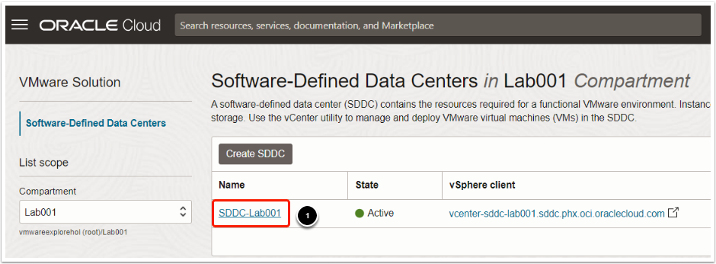 ORACLE Cloud
Search resources, services, documentation, and Marketplace
VMware Solution
Software-Defined Data Centers
List scope
Compartment
Lab001
vmwareexplorehol (root)/Lab001
Software-Defined Data Centers in Lab001 Compartment
A software-defined data center (SDDC) contains the resources required for a functional VMware environment. Instanc
storage. Use the vCenter utility to manage and deploy VMware virtual machines (VMs) in the SDDC.
Create SDDC
Name State vSphere client
SDDC-Lab001 1 Active vcenter-sddc-lab001.sddc.phx.oci.oraclecloud.com